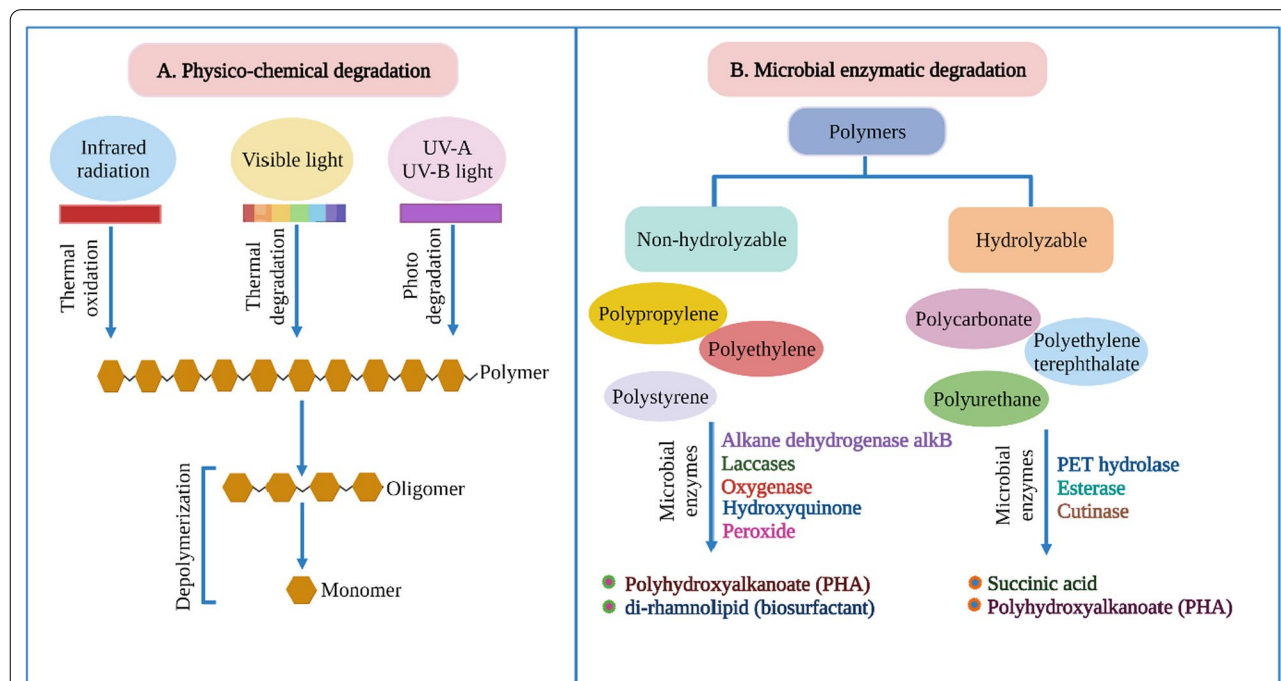 A. Physico-chemical degradation
Infrared
radiation
Visible light
UV-A
UV-B light
Thermal
oxidation
Thermal
degradation
Photo
degradation
Polymer
Oligomer
Monomer
Depolymerization
B. Microbial enzymatic degradation
Polymers
Non-hydrolyzable
Hydrolyzable
Polypropylene
Polyethylene
Polystyrene
Polycarbonate
Polyethylene
terephthalate
Polyurethane
Microbial
enzymes
Alkane dehydrogenase alkB
Laccases
Oxygenase
Hydroxyquinone
Peroxide
Microbial
enzymes
PET hydrolase
Esterase
Cutinase
Polyhydroxyalkanoate (PHA)
di-rhamnolipid (biosurfactant)
Succinic acid
Polyhydroxyalkanoate (PHA)